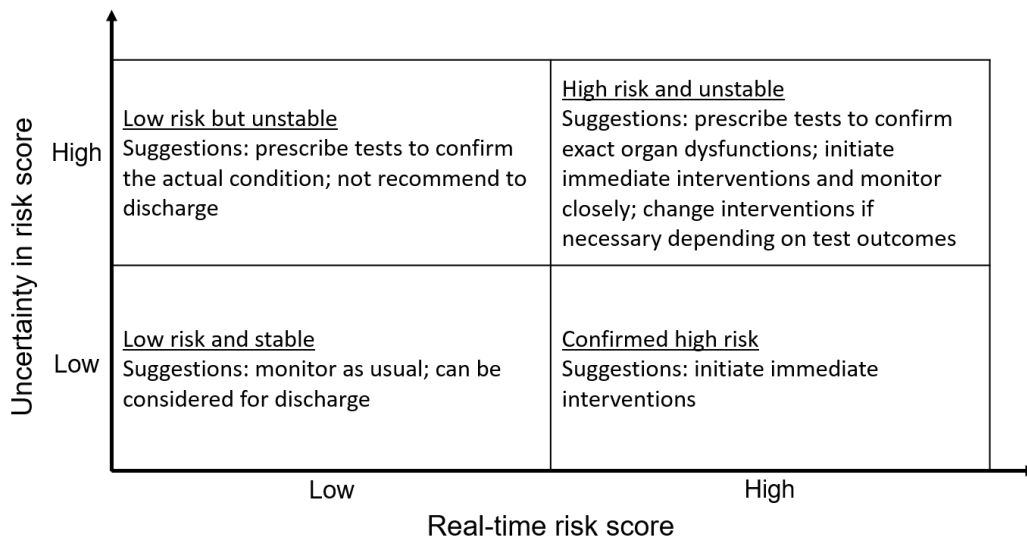 Uncertainty in risk score
High
Low
Low risk but unstable
Suggestions: prescribe tests to confirm
the actual condition; not recommend to
discharge
High risk and unstable
Suggestions: prescribe tests to confirm
exact organ dysfunctions; initiate
immediate interventions and monitor
closely; change interventions if
necessary depending on test outcomes
Low risk and stable
Suggestions: monitor as usual; can be
considered for discharge
Confirmed high risk
Suggestions: initiate immediate
interventions
Low
High
Real-time risk score